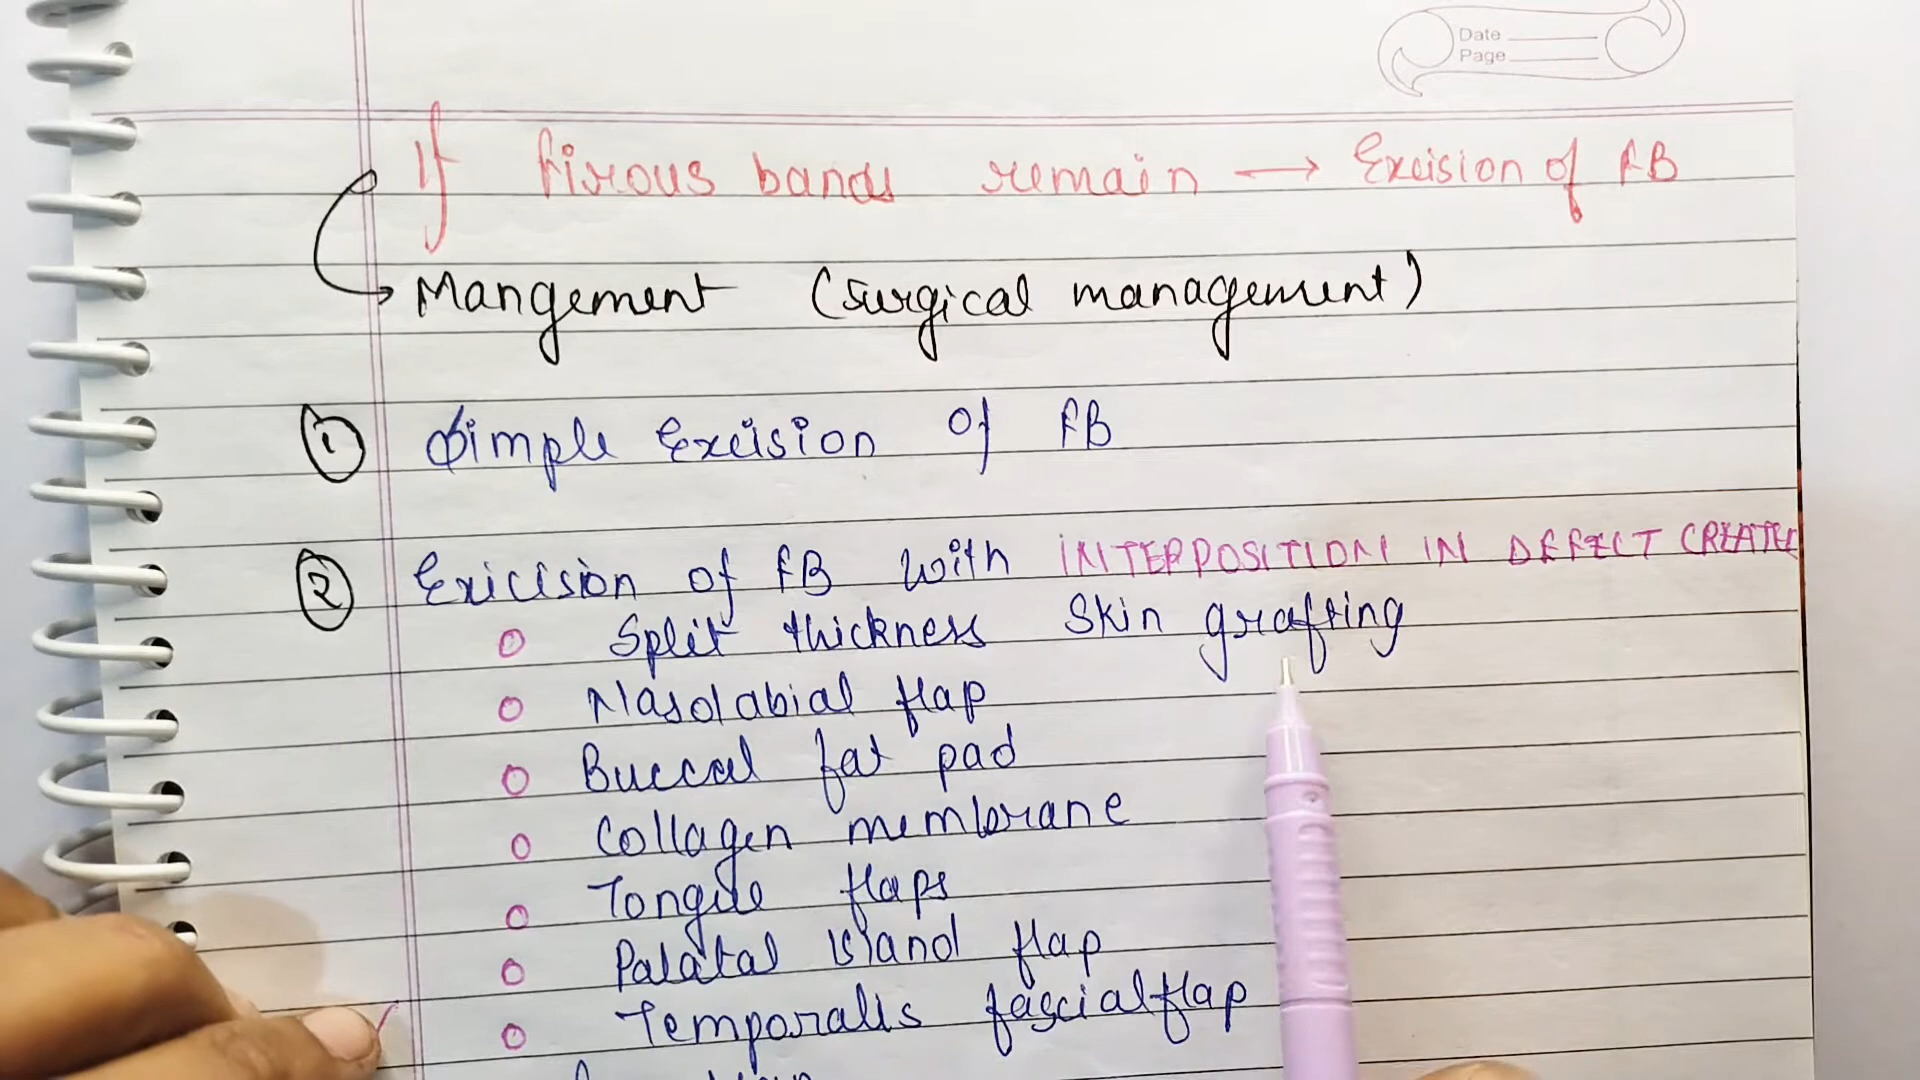 Date
Page
If firous bands remain → Excision of FB
Mangement (Surgical management)
① Simple Excision of FB
② Exicision of FB with INTERPOSITION IN DEFECT CREATE
o Split thickness Skin grafting
o Nasolabial flap
o Buccal fat pad
o Collagen membrane
o Tongue flaps
o Palatal Island flap
o Temporalis fascial flap